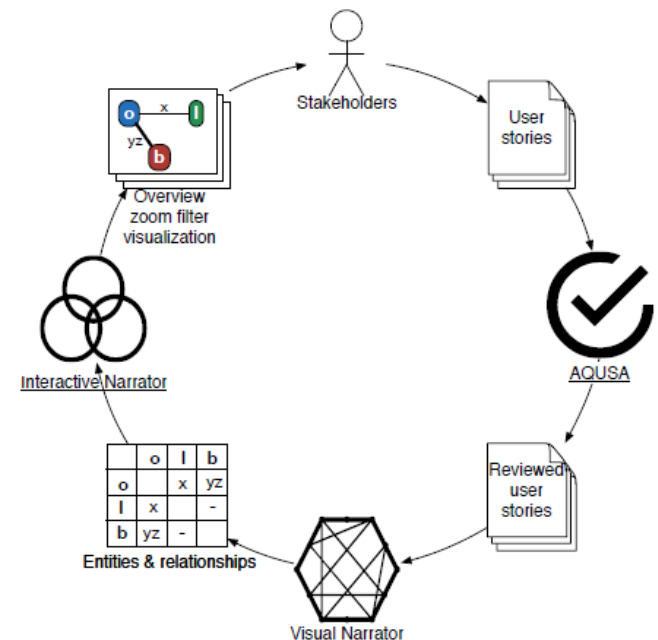 Stakeholders
User
stories
AQUSA
Reviewed
user
stories
Visual Narrator
o l b
o x yz
l x -
b yz -
Entities & relationships
Interactive Narrator
o x l
yz
b
Overview
zoom filter
visualization